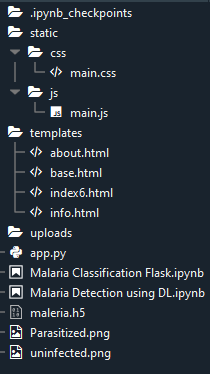 .ipynb_checkpoints
static
css
main.css
js
main.js
templates
about.html
base.html
index6.html
info.html
uploads
app.py
Malaria Classification Flask.ipynb
Malaria Detection using DL.ipynb
maleria.h5
Parasitized.png
uninfected.png